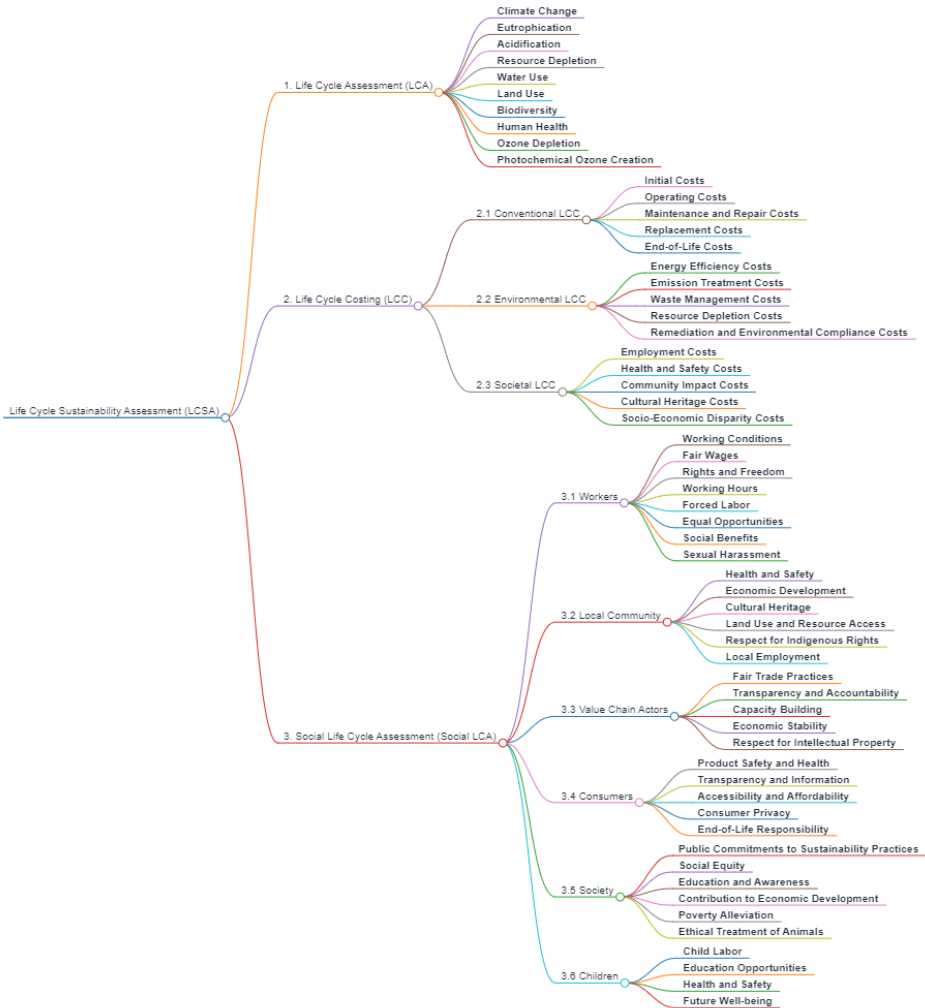 Life Cycle Sustainability Assessment (LCSA)
1. Life Cycle Assessment (LCA)
Climate Change
Eutrophication
Acidification
Resource Depletion
Water Use
Land Use
Biodiversity
Human Health
Ozone Depletion
Photochemical Ozone Creation
2. Life Cycle Costing (LCC)
2.1 Conventional LCC
Initial Costs
Operating Costs
Maintenance and Repair Costs
Replacement Costs
End-of-Life Costs
2.2 Environmental LCC
Energy Efficiency Costs
Emission Treatment Costs
Waste Management Costs
Resource Depletion Costs
Remediation and Environmental Compliance Costs
2.3 Societal LCC
Employment Costs
Health and Safety Costs
Community Impact Costs
Cultural Heritage Costs
Socio-Economic Disparity Costs
3. Social Life Cycle Assessment (Social LCA)
3.1 Workers
Working Conditions
Fair Wages
Rights and Freedom
Working Hours
Forced Labor
Equal Opportunities
Social Benefits
Sexual Harassment
3.2 Local Community
Health and Safety
Economic Development
Cultural Heritage
Land Use and Resource Access
Respect for Indigenous Rights
Local Employment
3.3 Value Chain Actors
Fair Trade Practices
Transparency and Accountability
Capacity Building
Economic Stability
Respect for Intellectual Property
3.4 Consumers
Product Safety and Health
Transparency and Information
Accessibility and Affordability
Consumer Privacy
End-of-Life Responsibility
3.5 Society
Public Commitments to Sustainability Practices
Social Equity
Education and Awareness
Contribution to Economic Development
Poverty Alleviation
Ethical Treatment of Animals
3.6 Children
Child Labor
Education Opportunities
Health and Safety
Future Well-being